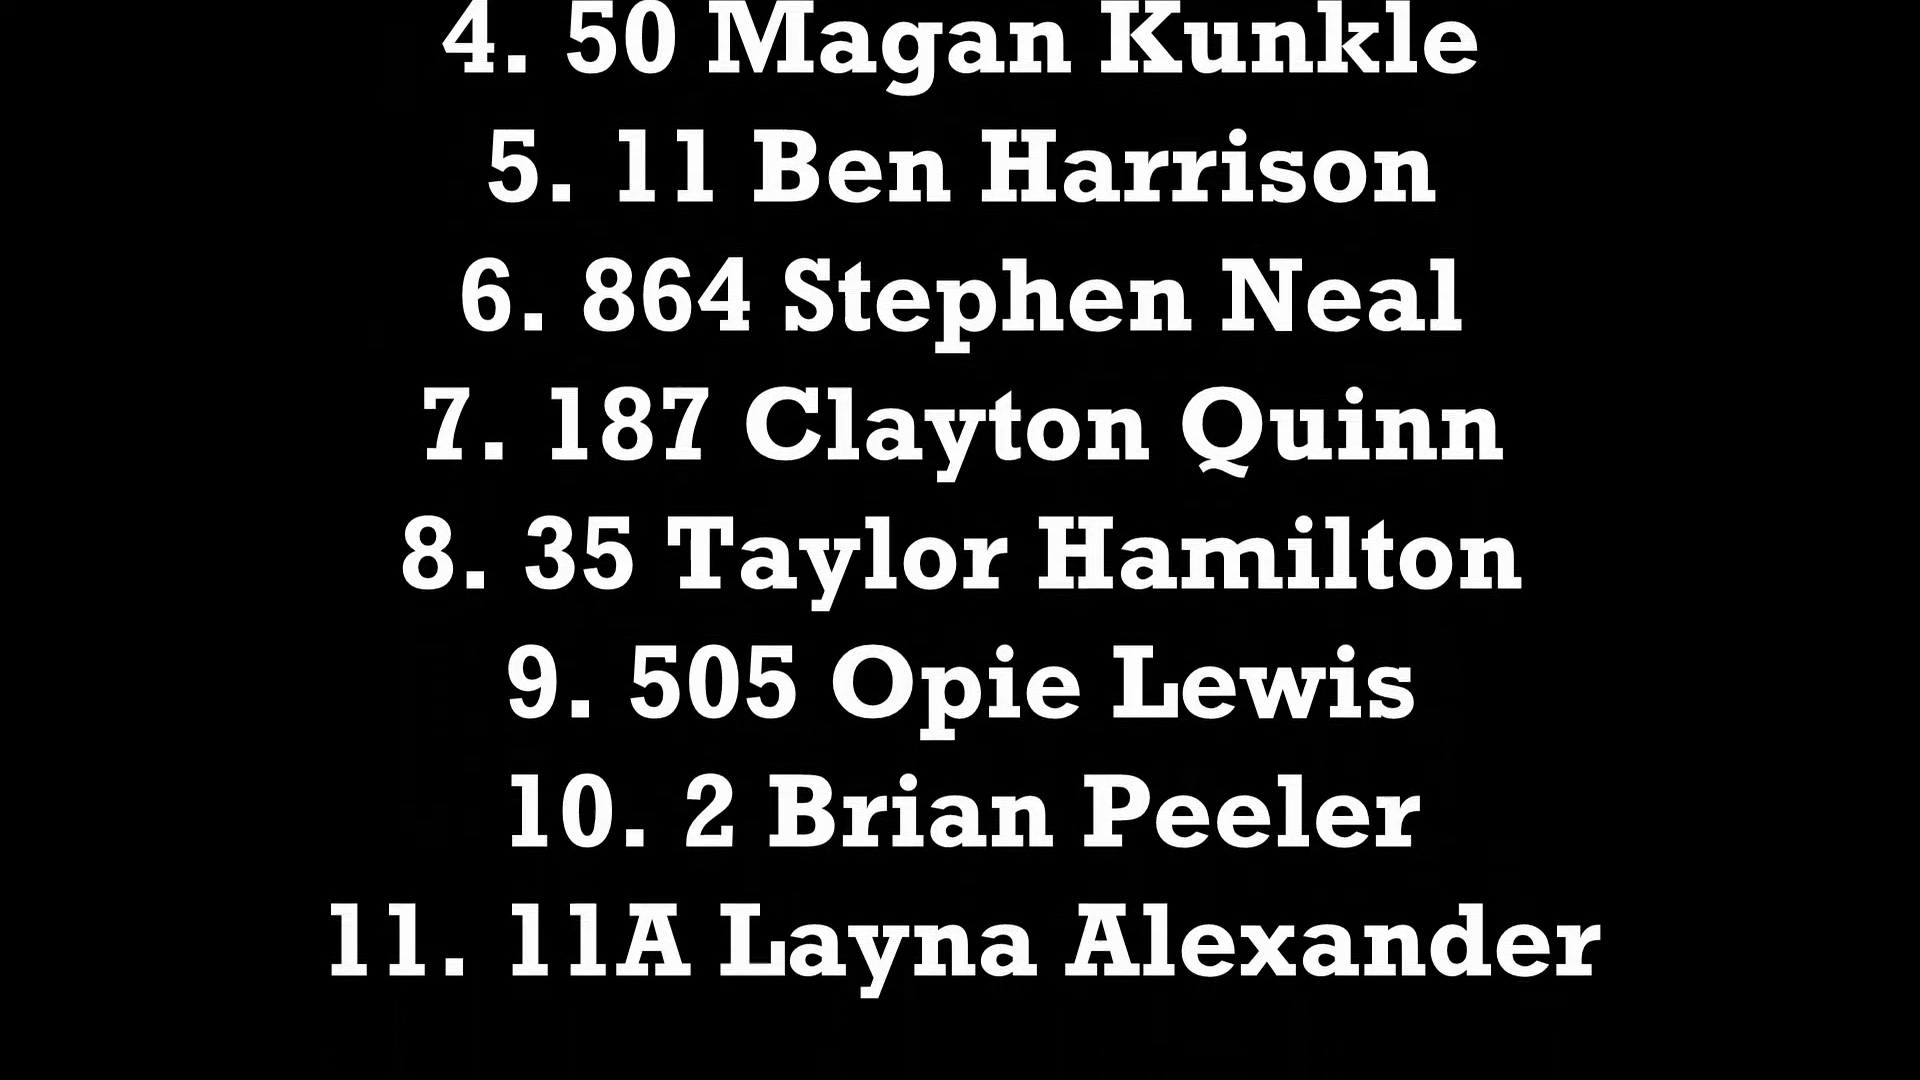 4. 50 Magan Kunkle
5. 11 Ben Harrison
6. 864 Stephen Neal
7. 187 Clayton Quinn
8. 35 Taylor Hamilton
9. 505 Opie Lewis
10. 2 Brian Peeler
11. 11A Layna Alexander